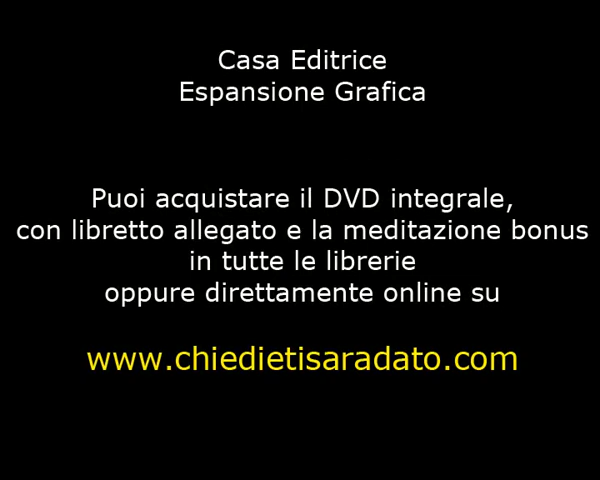 Casa Editrice
Espansione Grafica
Puoi acquistare il DVD integrale,
con libretto allegato e la meditazione bonus
in tutte le librerie
oppure direttamente online su
www.chiedietisaradato.com